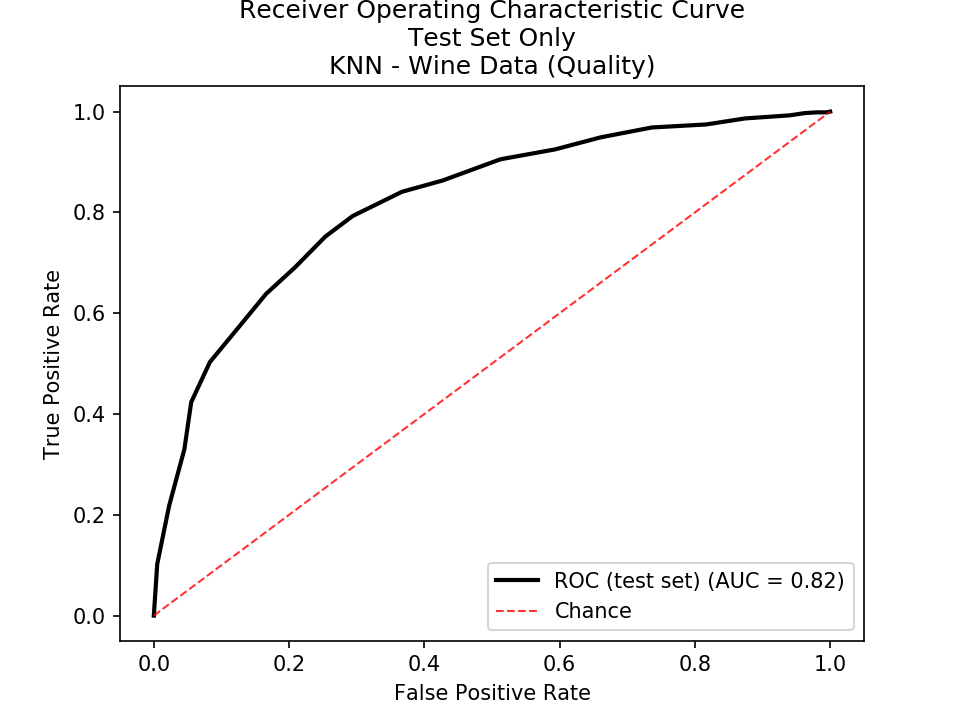 Receiver Operating Characteristic Curve
Test Set Only
KNN - Wine Data (Quality)
1.0
0.8
0.6
0.4
0.2
0.0
True Positive Rate
ROC (test set) (AUC = 0.82)
Chance
0.0 0.2 0.4 0.6 0.8 1.0
False Positive Rate